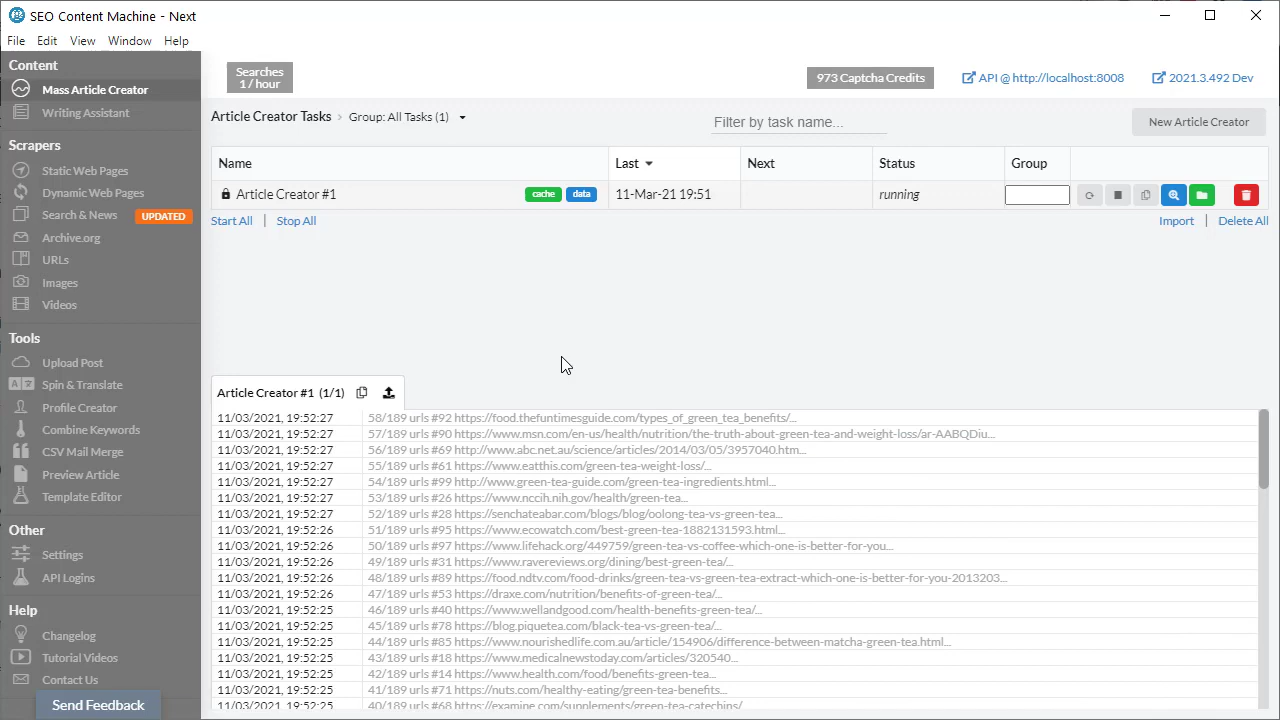 SEO Content Machine - Next
File Edit View Window Help
Content
Mass Article Creator
Writing Assistant
Scrapers
Static Web Pages
Dynamic Web Pages
Search & News UPDATED
Archive.org
URLs
Images
Videos
Tools
Upload Post
Spin & Translate
Profile Creator
Combine Keywords
CSV Mail Merge
Preview Article
Template Editor
Other
Settings
API Logins
Help
Changelog
Tutorial Videos
Contact Us
Send Feedback
Searches
1 / hour
973 Captcha Credits
API @ http://localhost:8008
2021.3.492 Dev
Article Creator Tasks > Group: All Tasks (1)
Filter by task name...
New Article Creator
Name Last Next Status Group
Article Creator #1 cache data 11-Mar-21 19:51 running
Start All | Stop All
Import | Delete All
Article Creator #1 (1/1)
11/03/2021, 19:52:27 58/189 urls #92 https://food.thefuntimesguide.com/types_of_green_tea_benefits/...
11/03/2021, 19:52:27 57/189 urls #90 https://www.msn.com/en-us/health/nutrition/the-truth-about-green-tea-and-weight-loss/ar-AABQDiu...
11/03/2021, 19:52:27 56/189 urls #69 http://www.abc.net.au/science/articles/2014/03/05/3957040.htm...
11/03/2021, 19:52:27 55/189 urls #61 https://www.eatthis.com/green-tea-weight-loss/...
11/03/2021, 19:52:27 54/189 urls #99 http://www.green-tea-guide.com/green-tea-ingredients.html...
11/03/2021, 19:52:27 53/189 urls #26 https://www.nccih.nih.gov/health/green-tea...
11/03/2021, 19:52:27 52/189 urls #28 https://senchateabar.com/blogs/blog/oolong-tea-vs-green-tea...
11/03/2021, 19:52:26 51/189 urls #95 https://www.ecowatch.com/best-green-tea-1882131593.html...
11/03/2021, 19:52:26 50/189 urls #97 https://www.lifehack.org/449759/green-tea-vs-coffee-which-one-is-better-for-you...
11/03/2021, 19:52:26 49/189 urls #31 https://www.ravereviews.org/dining/best-green-tea/...
11/03/2021, 19:52:26 48/189 urls #89 https://food.ndtv.com/food-drinks/green-tea-vs-green-tea-extract-which-one-is-better-for-you-2013203...
11/03/2021, 19:52:26 47/189 urls #53 https://draxe.com/nutrition/benefits-of-green-tea/...
11/03/2021, 19:52:25 46/189 urls #40 https://www.wellandgood.com/health-benefits-green-tea/...
11/03/2021, 19:52:25 45/189 urls #78 https://blog.piquetea.com/black-tea-vs-green-tea/...
11/03/2021, 19:52:25 44/189 urls #85 https://www.nourishedlife.com.au/article/154906/difference-between-matcha-green-tea.html...
11/03/2021, 19:52:25 43/189 urls #18 https://www.medicalnewstoday.com/articles/320540...
11/03/2021, 19:52:25 42/189 urls #14 https://www.health.com/food/benefits-green-tea...
11/03/2021, 19:52:25 41/189 urls #71 https://nuts.com/healthy-eating/green-tea-benefits...
11/03/2021, 19:52:25 40/189 urls #68 https://examine.com/supplements/green-tea-catechins/